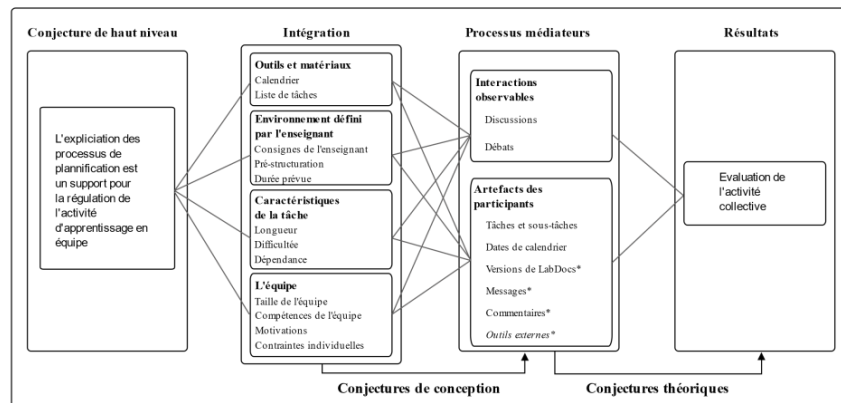 Conjecture de haut niveau
Intégration
Processus médiateurs
Résultats
L'expliciation des
processus de
plannification est
un support pour
la régulation de
l'activité
d'apprentissage en
équipe
Outils et matériaux
Calendrier
Liste de tâches
Environnement défini
par l'enseignant
Consignes de l'enseignant
Pré-structuration
Durée prévue
Caractéristiques
de la tâche
Longueur
Difficultée
Dépendance
L'équipe
Taille de l'équipe
Compétences de l'équipe
Motivations
Contraintes individuelles
Interactions
observables
Discussions
Débats
Artefacts des
participants
Tâches et sous-tâches
Dates de calendrier
Versions de LabDocs*
Messages*
Commentaires*
Outils externes*
Evaluation de
l'activité
collective
Conjectures de conception
Conjectures théoriques